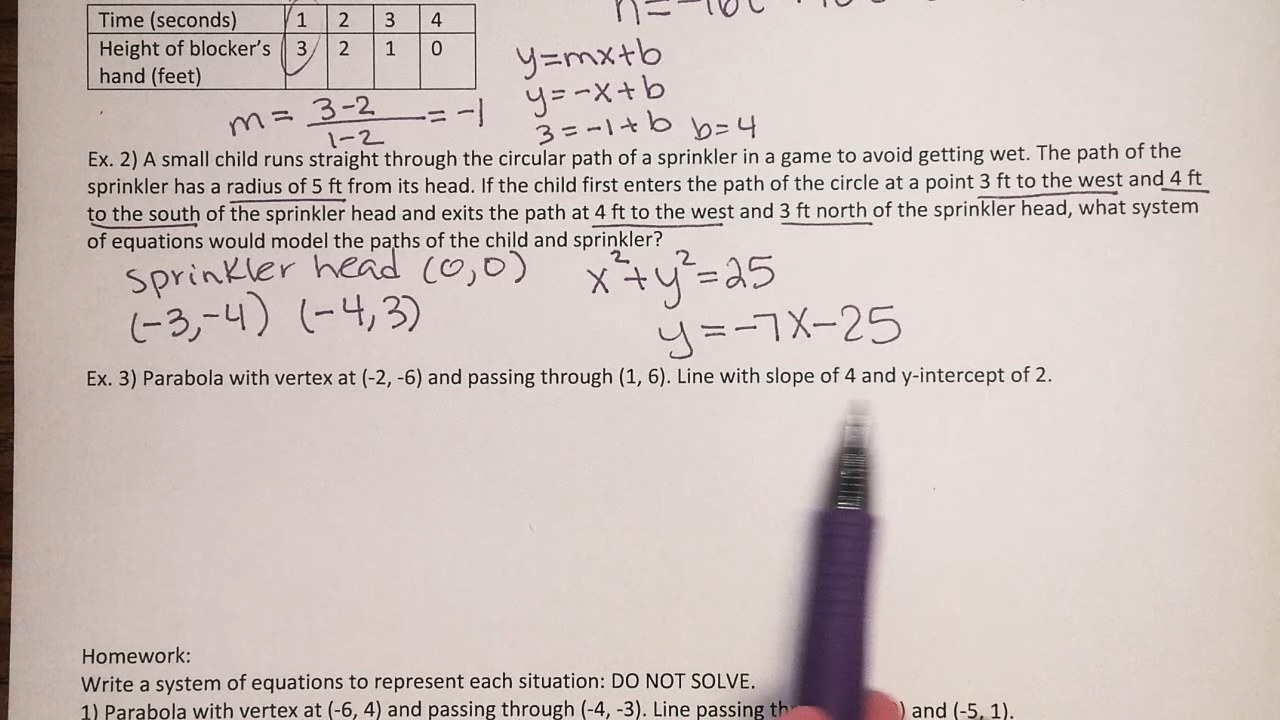 Time (seconds) 1 2 3 4
Height of blocker's 3 2 1 0
hand (feet)
y=mx+b
y=-x+b
m = 3-2 / 1-2 = -1
3=-1+b b=4
Ex. 2) A small child runs straight through the circular path of a sprinkler in a game to avoid getting wet. The path of the
sprinkler has a radius of 5 ft from its head. If the child first enters the path of the circle at a point 3 ft to the west and 4 ft
to the south of the sprinkler head and exits the path at 4 ft to the west and 3 ft north of the sprinkler head, what system
of equations would model the paths of the child and sprinkler?
sprinkler head (0,0) x²+y²=25
(-3,-4) (-4,3) y=-7x-25
Ex. 3) Parabola with vertex at (-2, -6) and passing through (1, 6). Line with slope of 4 and y-intercept of 2.
Homework:
Write a system of equations to represent each situation: DO NOT SOLVE.
1) Parabola with vertex at (-6, 4) and passing through (-4, -3). Line passing ) and (-5, 1).